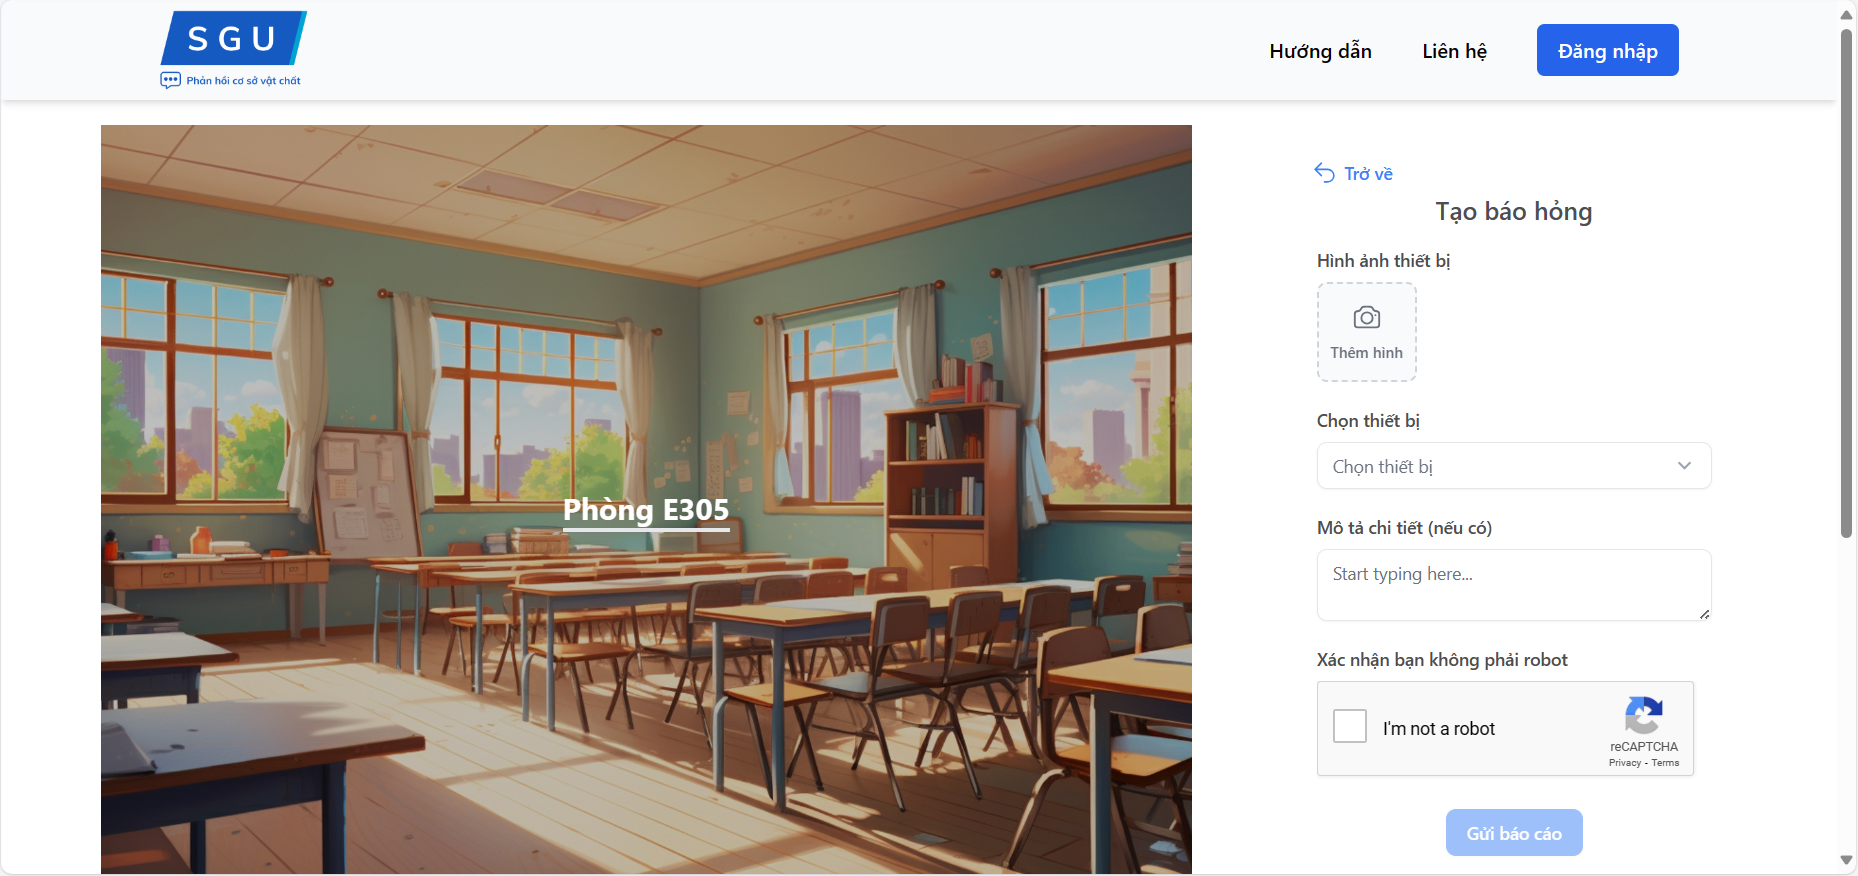 SGU
Phản hồi cơ sở vật chất
Hướng dẫn
Liên hệ
Đăng nhập
Phòng E305
Trở về
Tạo báo hỏng
Hình ảnh thiết bị
Thêm hình
Chọn thiết bị
Chọn thiết bị
Mô tả chi tiết (nếu có)
Start typing here...
Xác nhận bạn không phải robot
I'm not a robot
reCAPTCHA
Privacy - Terms
Gửi báo cáo